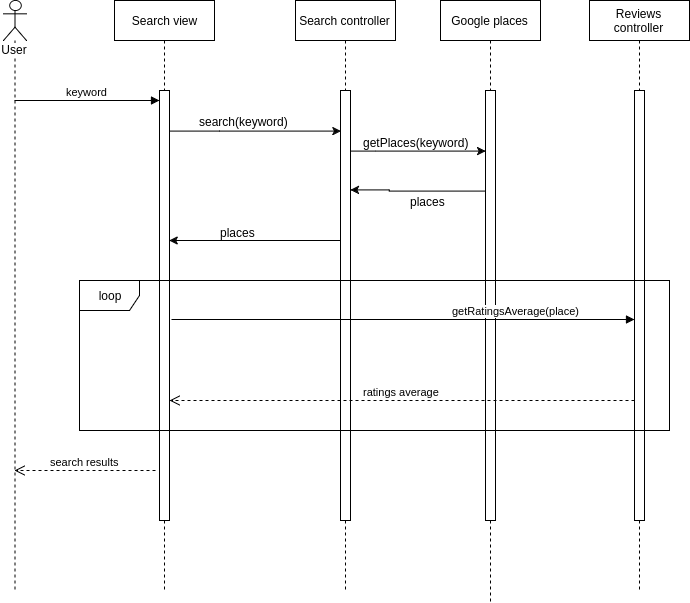 User
Search view
Search controller
Google places
Reviews
controller
keyword
search(keyword)
getPlaces(keyword)
places
places
loop
getRatingsAverage(place)
ratings average
search results